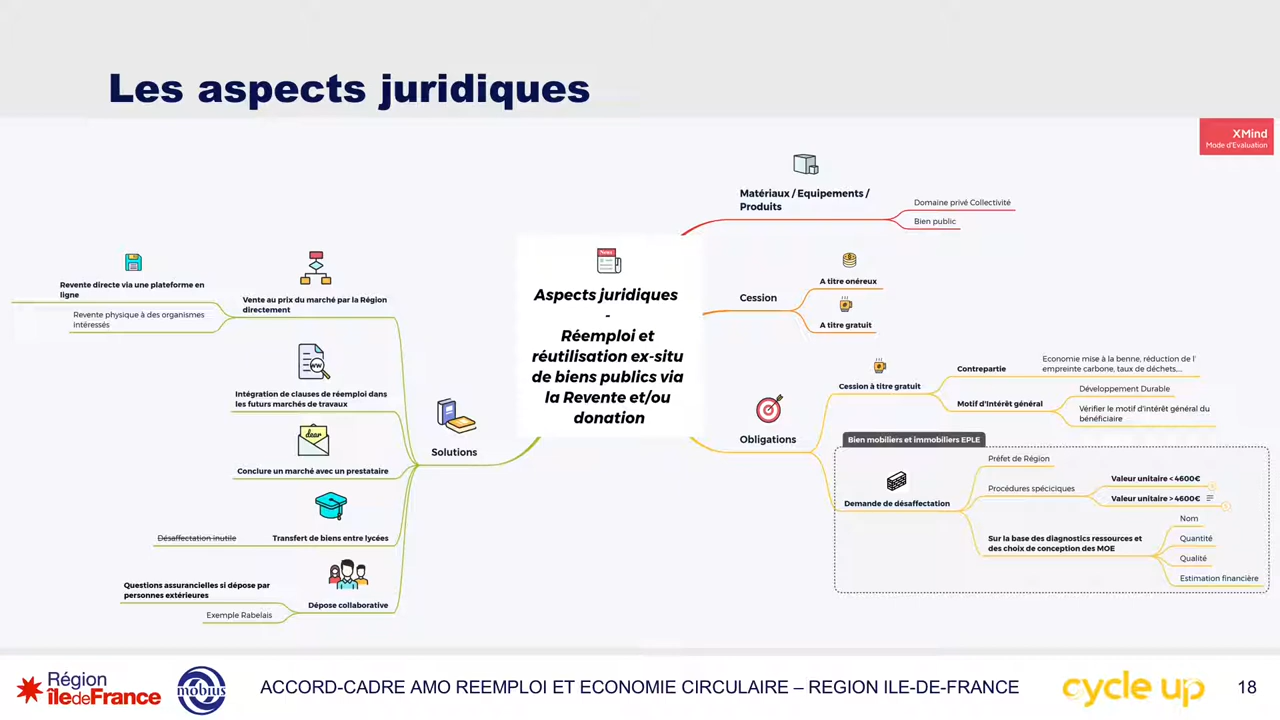 Les aspects juridiques
XMind
Mode d'Evaluation
Notes
Aspects juridiques
-
Réemploi et
réutilisation ex-situ
de biens publics via
la Revente et/ou
donation
Matériaux / Equipements /
Produits
Domaine privé Collectivité
Bien public
Cession
A titre onéreux
A titre gratuit
Obligations
Cession à titre gratuit
Contrepartie
Economie mise à la benne, réduction de l'
empreinte carbone, taux de déchets,...
Motif d'Intérêt général
Développement Durable
Vérifier le motif d'intérêt général du
bénéficiaire
Bien mobiliers et immobiliers EPLE
Demande de désaffectation
Préfet de Région
Procédures spéciciques
Valeur unitaire < 4600€
Valeur unitaire > 4600€
Sur la base des diagnostics ressources et
des choix de conception des MOE
Nom
Quantité
Qualité
Estimation financière
Solutions
Vente au prix du marché par la Région
directement
Revente directe via une plateforme en
ligne
Revente physique à des organismes
intéressés
Intégration de clauses de réemploi dans
les futurs marchés de travaux
dear
Conclure un marché avec un prestataire
Transfert de biens entre lycées
Désaffectation inutile
Dépose collaborative
Questions assurancielles si dépose par
personnes extérieures
Exemple Rabelais
Région
îledeFrance
mobius
ACCORD-CADRE AMO REEMPLOI ET ECONOMIE CIRCULAIRE – REGION ILE-DE-FRANCE
cycle up
18